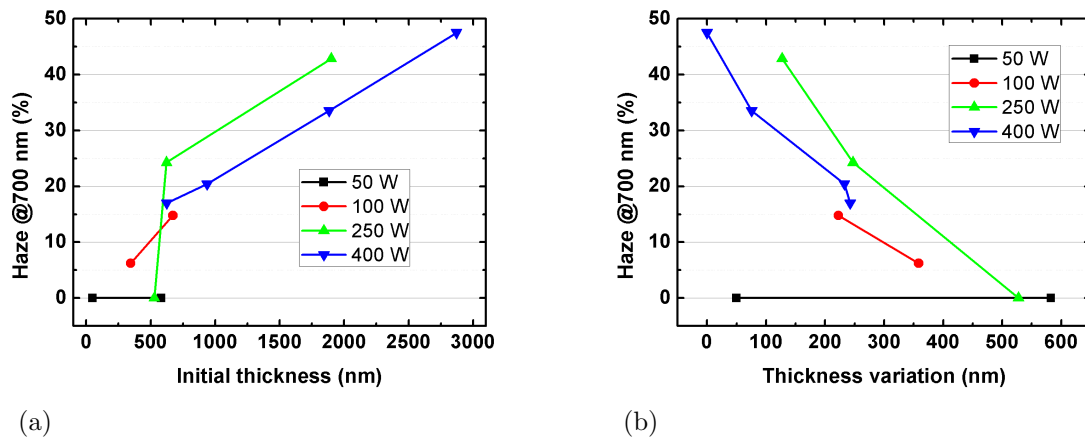 50
40
30
20
10
0
Haze @700 nm (%)
50 W
100 W
250 W
400 W
0 500 1000 1500 2000 2500 3000
Initial thickness (nm)
(a)
50
40
30
20
10
0
Haze @700 nm (%)
50 W
100 W
250 W
400 W
0 100 200 300 400 500 600
Thickness variation (nm)
(b)